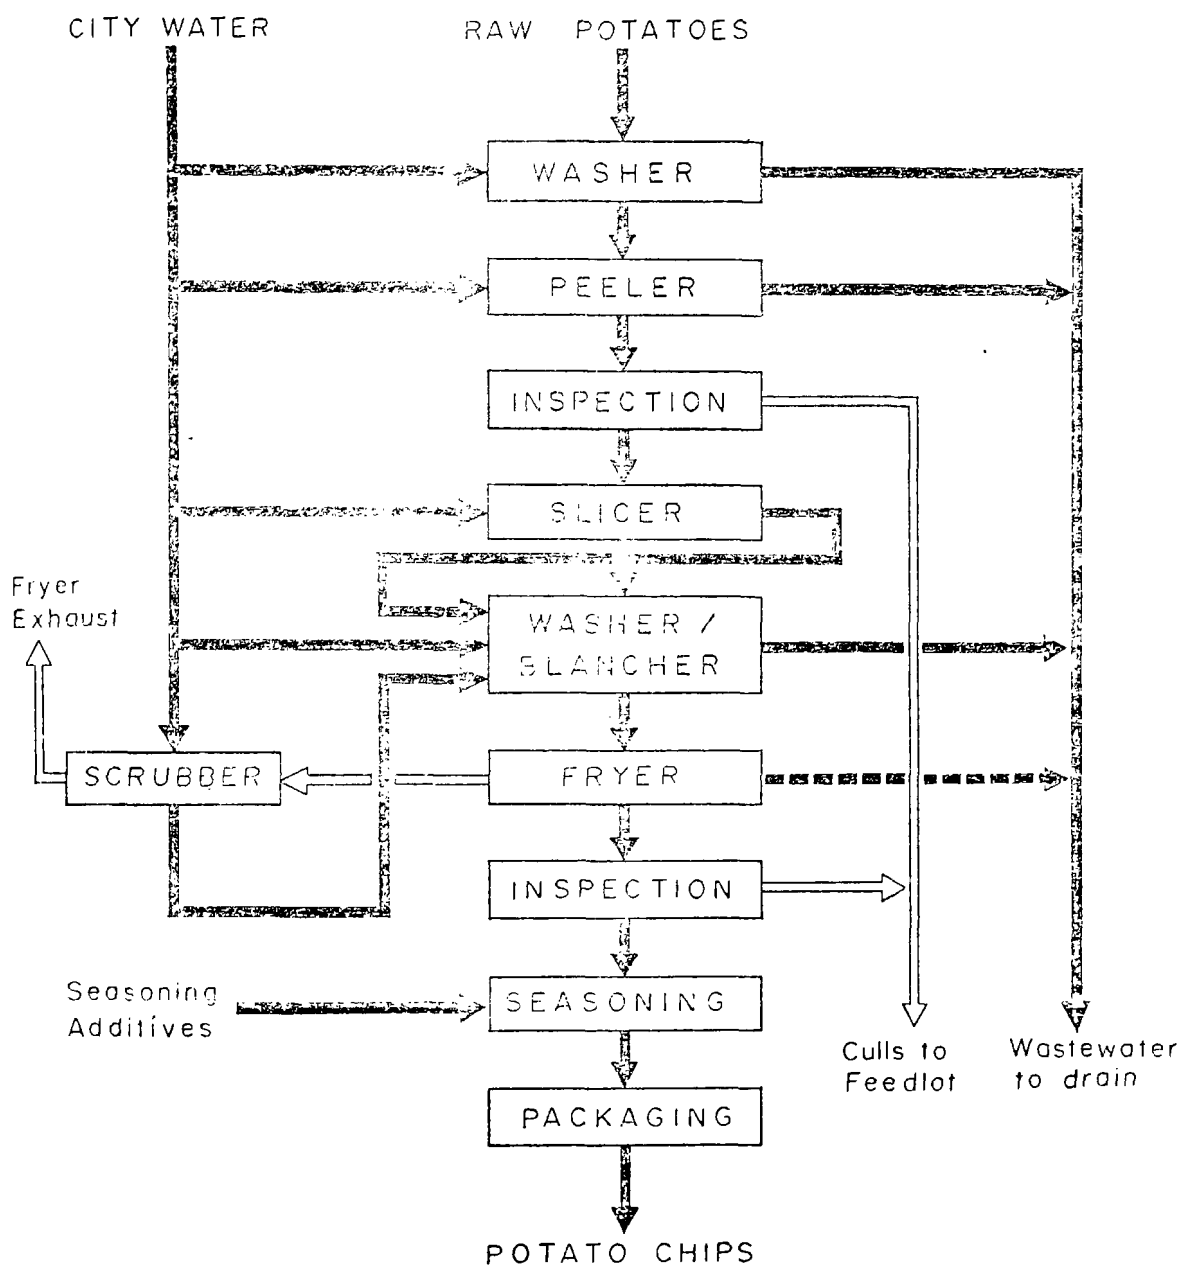 CITY WATER
RAW POTATOES
WASHER
PEELER
INSPECTION
SLICER
Fryer
Exhaust
WASHER /
BLANCHER
SCRUBBER
FRYER
INSPECTION
Seasoning
Additives
SEASONING
Culls to
Feedlot
Wastewater
to drain
PACKAGING
POTATO CHIPS